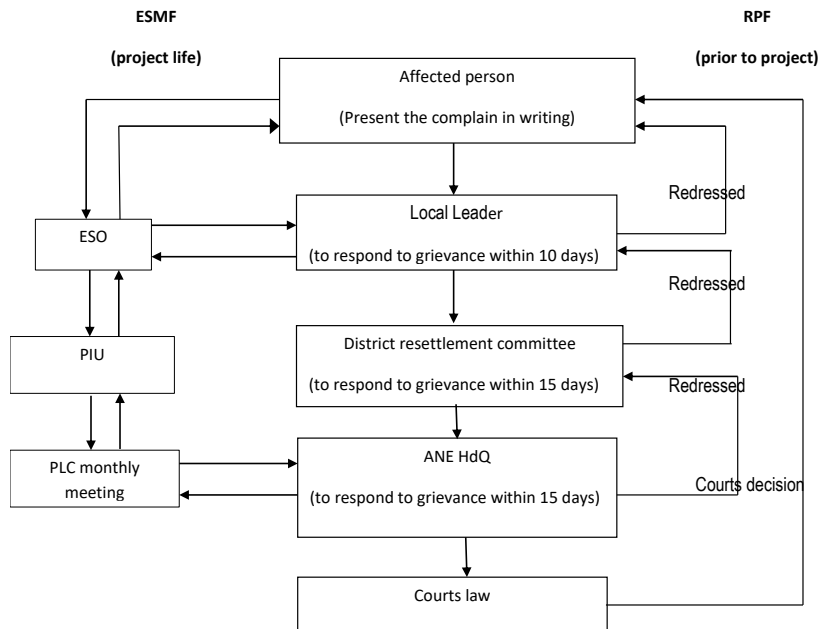 ESMF
RPF
(project life)
(prior to project)
Affected person
(Present the complain in writing)
Redressed
Local Leader
(to respond to grievance within 10 days)
ESO
Redressed
District resettlement committee
(to respond to grievance within 15 days)
PIU
Redressed
ANE HdQ
(to respond to grievance within 15 days)
PLC monthly
meeting
Courts decision
Courts law